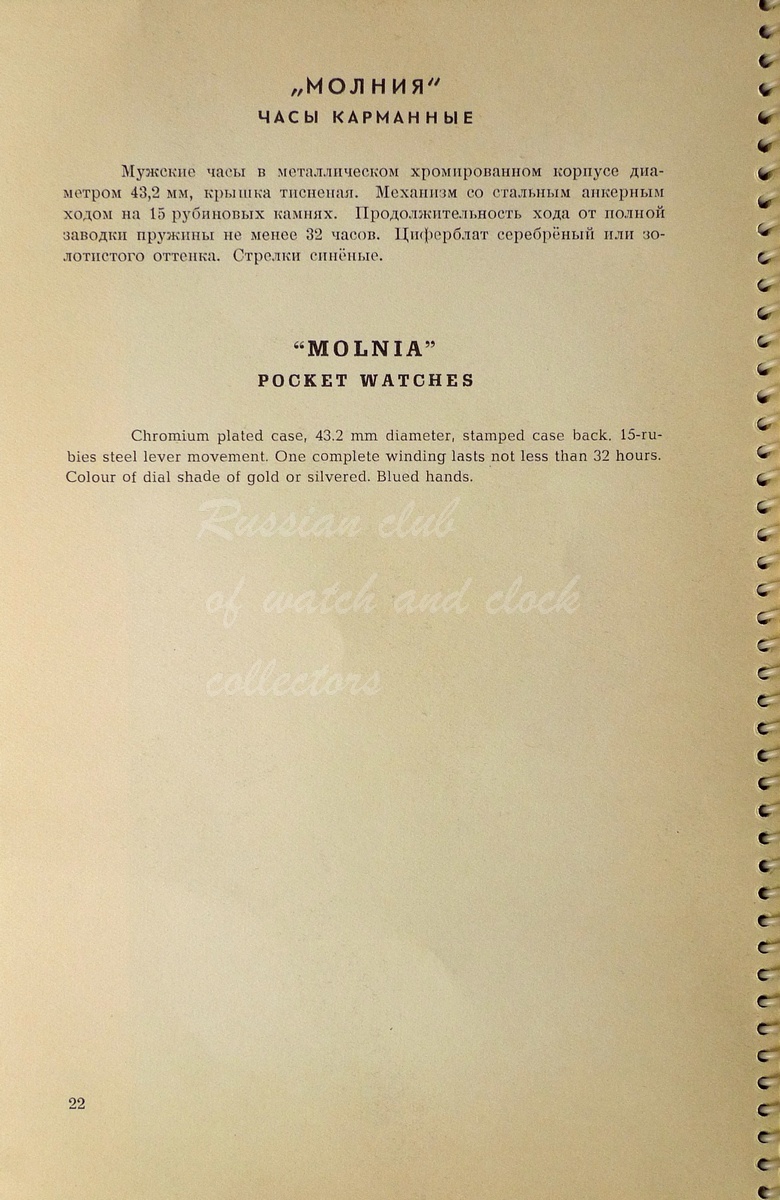 „МОЛНИЯ“
ЧАСЫ КАРМАННЫЕ
Мужские часы в металлическом хромированном корпусе диа-
метром 43,2 мм, крышка тисненая. Механизм со стальным анкерным
ходом на 15 рубиновых камнях. Продолжительность хода от полной
заводки пружины не менее 32 часов. Циферблат серебрёный или зо-
лотистого оттенка. Стрелки синёные.
“MOLNIA”
POCKET WATCHES
Chromium plated case, 43.2 mm diameter, stamped case back. 15-ru-
bies steel lever movement. One complete winding lasts not less than 32 hours.
Colour of dial shade of gold or silvered. Blued hands.
Russian club
of watch and clock
collectors
22